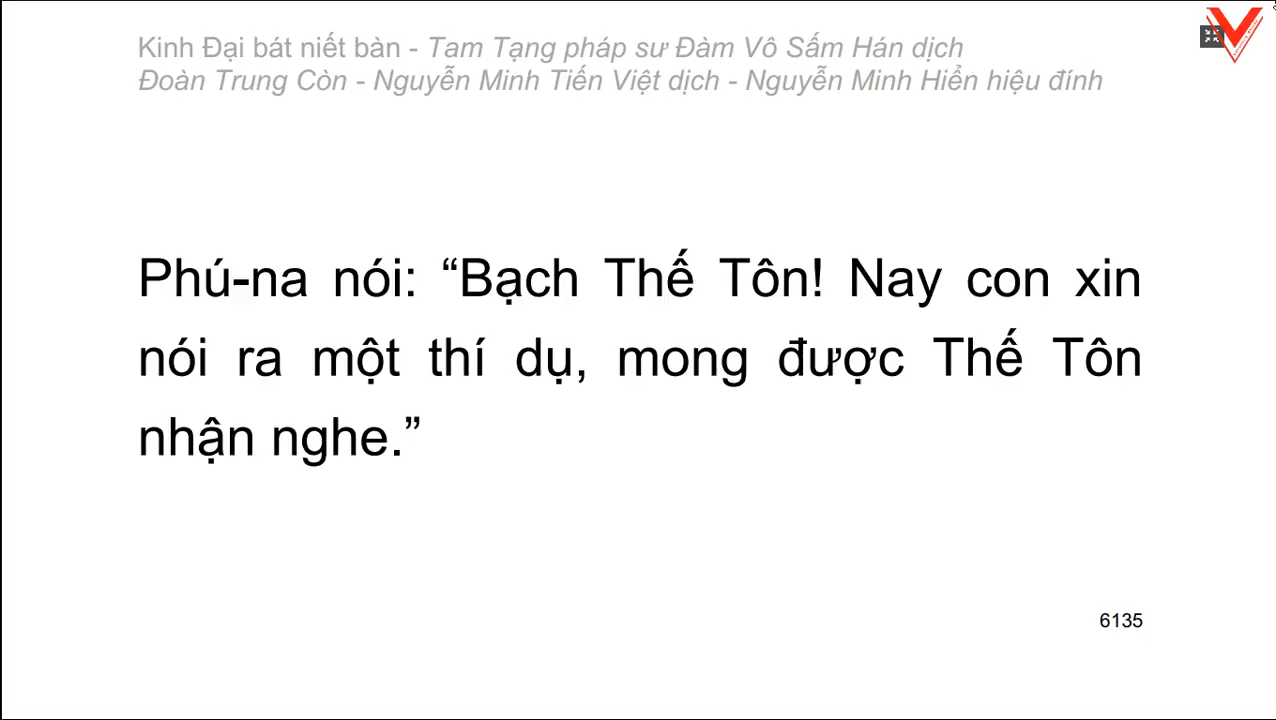 Kinh Đại bát niết bàn - Tam Tạng pháp sư Đàm Vô Sấm Hán dịch
Đoàn Trung Còn - Nguyễn Minh Tiến Việt dịch - Nguyễn Minh Hiển hiệu đính
Phú-na nói: “Bạch Thế Tôn! Nay con xin
nói ra một thí dụ, mong được Thế Tôn
nhận nghe.”
6135